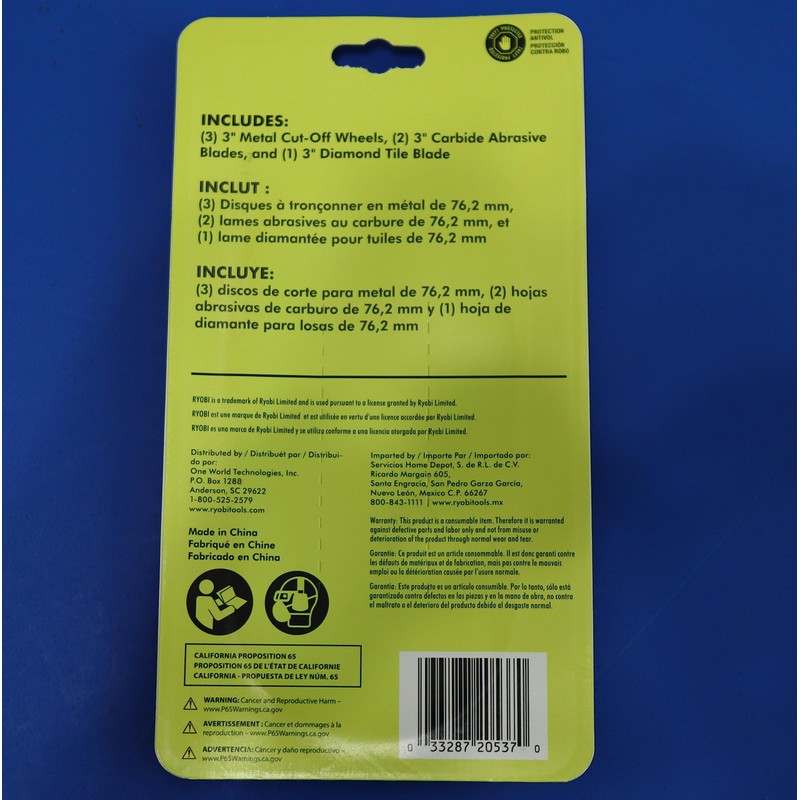 THEFT PROTECTION
PROTECTION
ANTIVOL
PROTECCIÓN
CONTRA ROBO
INCLUDES:
(3) 3" Metal Cut-Off Wheels, (2) 3" Carbide Abrasive
Blades, and (1) 3" Diamond Tile Blade
INCLUT :
(3) Disques à tronçonner en métal de 76,2 mm,
(2) lames abrasives au carbure de 76,2 mm, et
(1) lame diamantée pour tuiles de 76,2 mm
INCLUYE:
(3) discos de corte para metal de 76,2 mm, (2) hojas
abrasivas de carburo de 76,2 mm y (1) hoja de
diamante para losas de 76,2 mm
RYOBI is a trademark of Ryobi Limited and is used pursuant to a license granted by Ryobi Limited.
RYOBI est une marque de Ryobi Limited et est utilisée en vertu d'une licence accordée par Ryobi Limited.
RYOBI es una marca de Ryobi Limited y se utiliza conforme a una licencia otorgada por Ryobi Limited.
Distributed by / Distribuét par / Distribui-
do por:
One World Technologies, Inc.
P.O. Box 1288
Anderson, SC 29622
1-800-525-2579
www.ryobitools.com
Made in China
Fabriqué en Chine
Fabricado en China
Imported by / Importe Par / Importado por:
Servicios Home Depot, S. de R.L. de C.V.
Ricardo Margain 605,
Santa Engracia, San Pedro Garza García,
Nuevo León, Mexico C.P. 66267
800-843-1111 | www.ryobitools.mx
Warranty: This product is a consumable item. Therefore it is warranted
against defective parts and labor only and not from misuse or
deterioration of the product through normal wear and tear.
Garantie: Ce produit est un article consommable. Il est donc garanti contre
les défauts de matériaux et de fabrication, mais pas contre le mauvais
emploi ou la détérioration causée par l'usure normale.
Garantía: Este producto es un artículo consumible. Por lo tanto, sólo está
garantizado contra defectos en las piezas y en la mano de obra, no contra
el maltrato o el deterioro del producto debido al desgaste normal.
CALIFORNIA PROPOSITION 65
PROPOSITION 65 DE L'ÉTAT DE CALIFORNIE
CALIFORNIA - PROPUESTA DE LEY NÚM. 65
WARNING: Cancer and Reproductive Harm –
www.P65Warnings.ca.gov
AVERTISSEMENT : Cancer et dommages à la
reproduction – www.P65Warnings.ca.gov
ADVERTENCIA: Cáncer y daño reproductivo –
www.P65Warnings.ca.gov
0 33287 20537 0